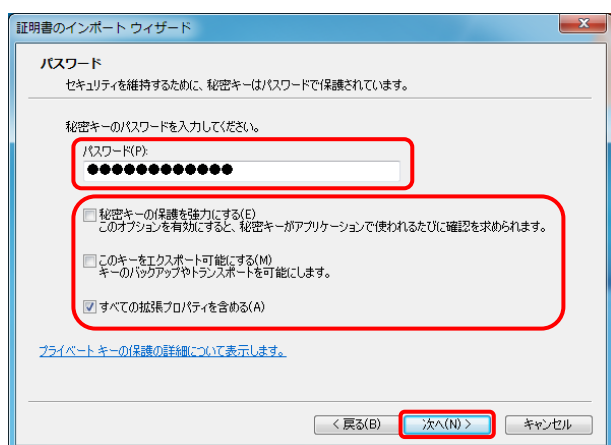 証明書のインポート ウィザード
パスワード
セキュリティを維持するために、秘密キーはパスワードで保護されています。
秘密キーのパスワードを入力してください。
パスワード(P):
●●●●●●●●●●●●
秘密キーの保護を強力にする(E)
このオプションを有効にすると、秘密キーがアプリケーションで使われるたびに確認を求められます。
このキーをエクスポート可能にする(M)
キーのバックアップやトランスポートを可能にします。
すべての拡張プロパティを含める(A)
プライベート キーの保護の詳細について表示します。
< 戻る(B)
次へ(N) >
キャンセル